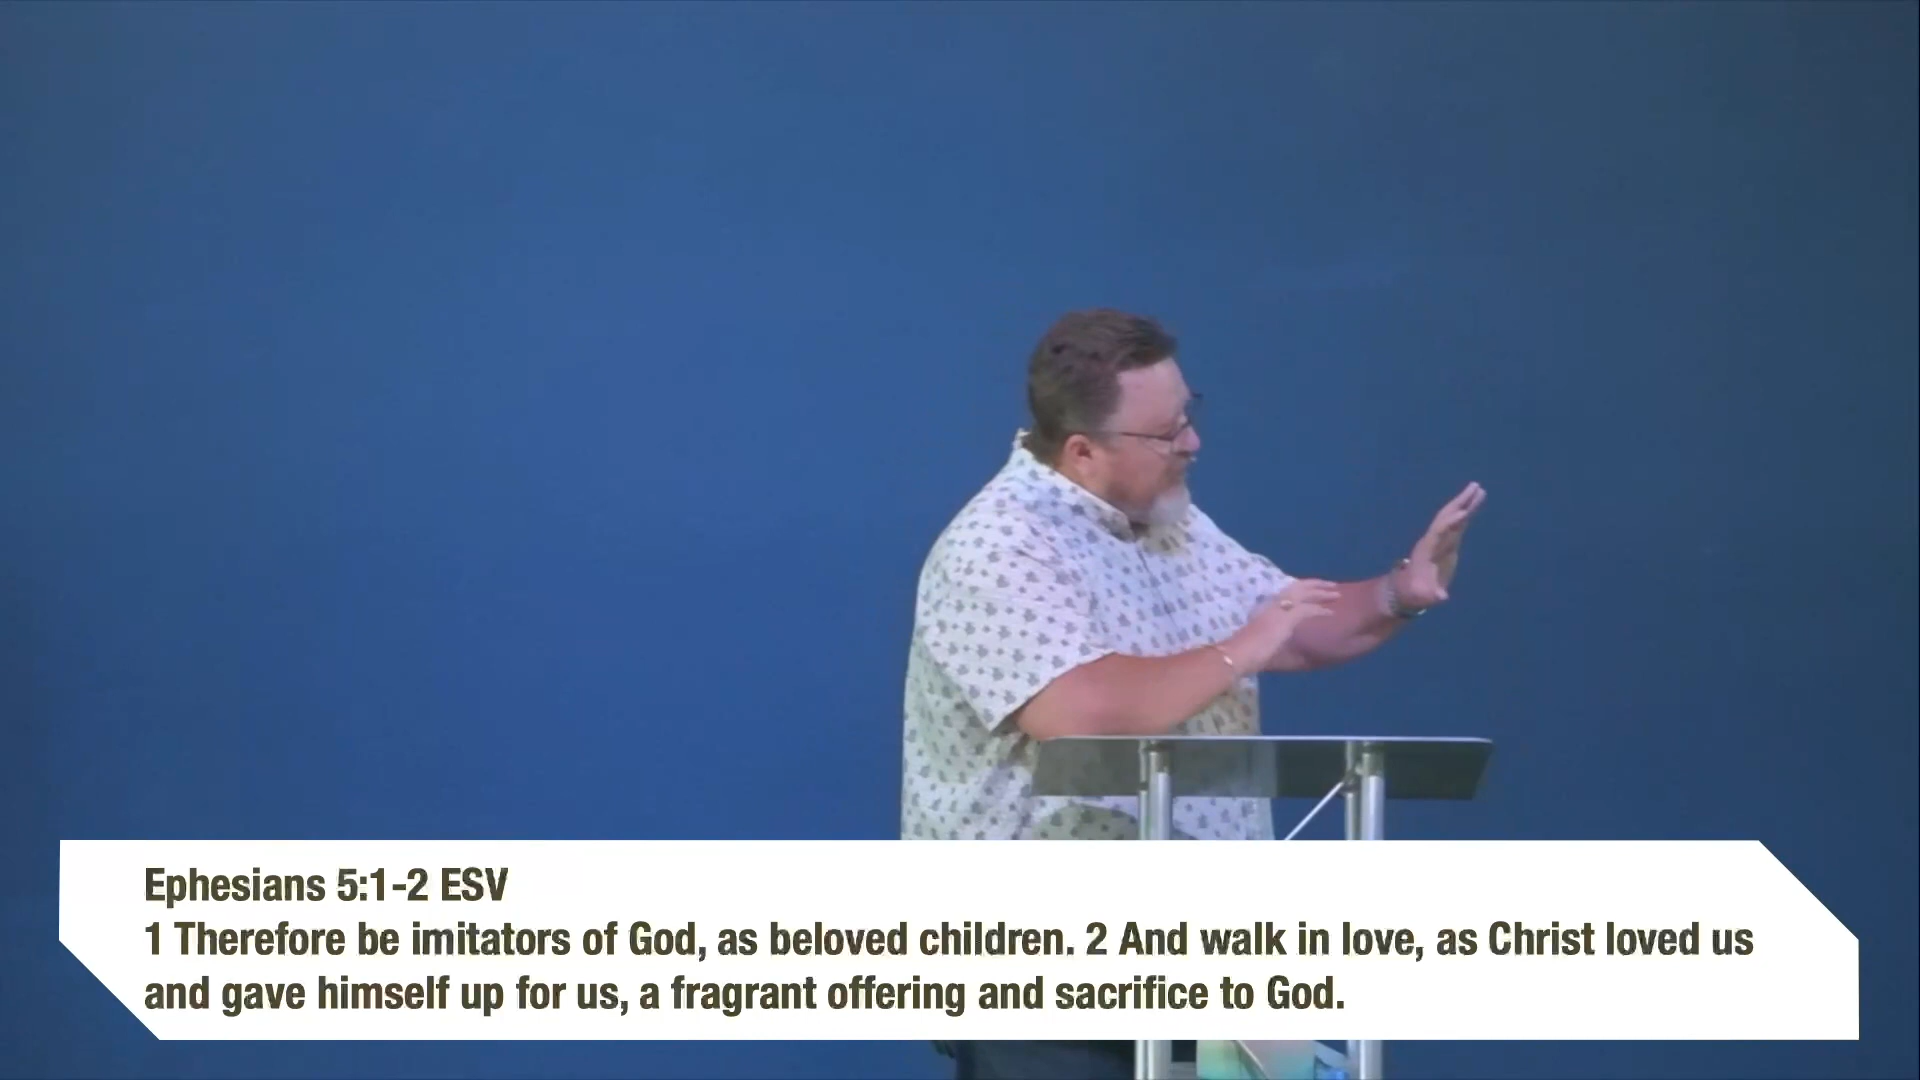 Ephesians 5:1-2 ESV
1 Therefore be imitators of God, as beloved children. 2 And walk in love, as Christ loved us
and gave himself up for us, a fragrant offering and sacrifice to God.